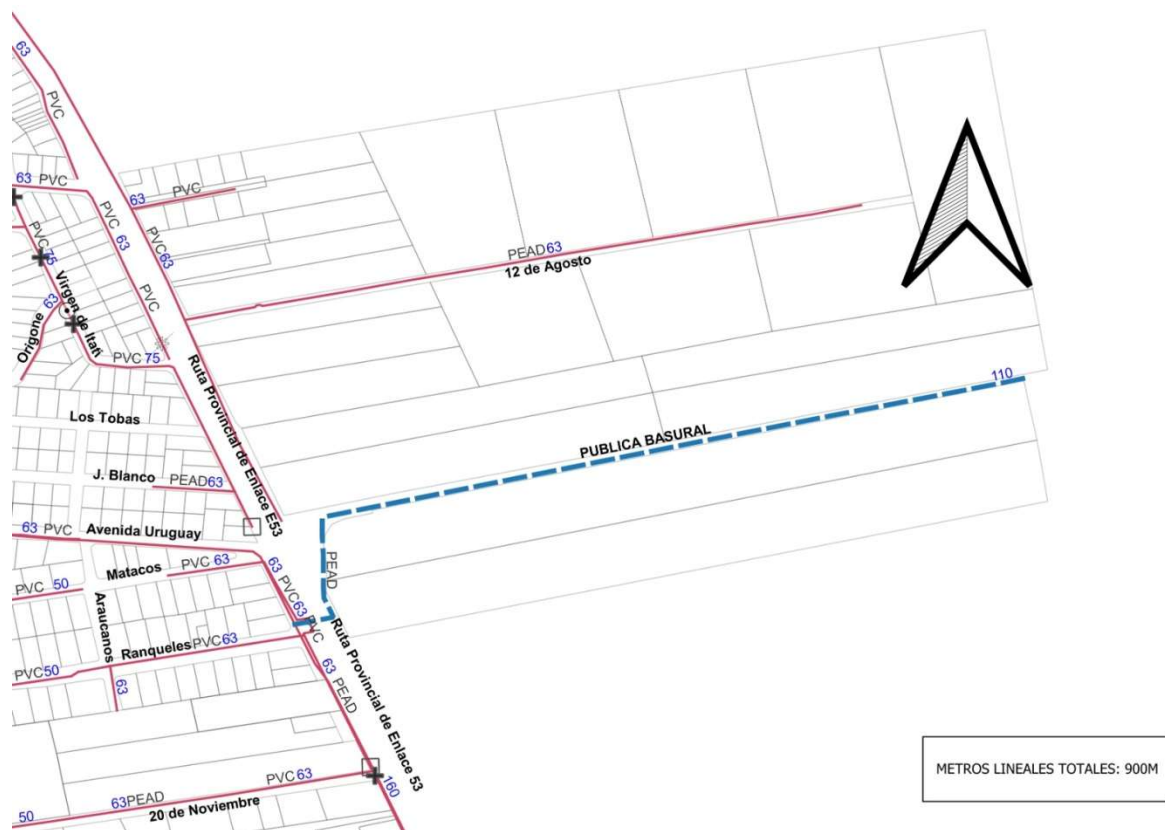 63
PVC
63
PVC
PVC
63
PVC
63
PVC
63
PVC63
PVC
75
PEAD63
12 de Agosto
Virgen de Itatí
63
Origone
PVC
PVC 75
Ruta Provincial de Enlace E53
110
Los Tobas
PUBLICA BASURAL
J. Blanco
PEAD63
63
PVC
Avenida Uruguay
PEAD
Matacos
PVC 63
63
PVC
50
PVC63
PVC
Araucanos
Ranqueles
PVC63
Ruta Provincial de Enlace 53
PVC50
63
63
PEAD
METROS LINEALES TOTALES: 900M
PVC63
160
63PEAD
20 de Noviembre
50